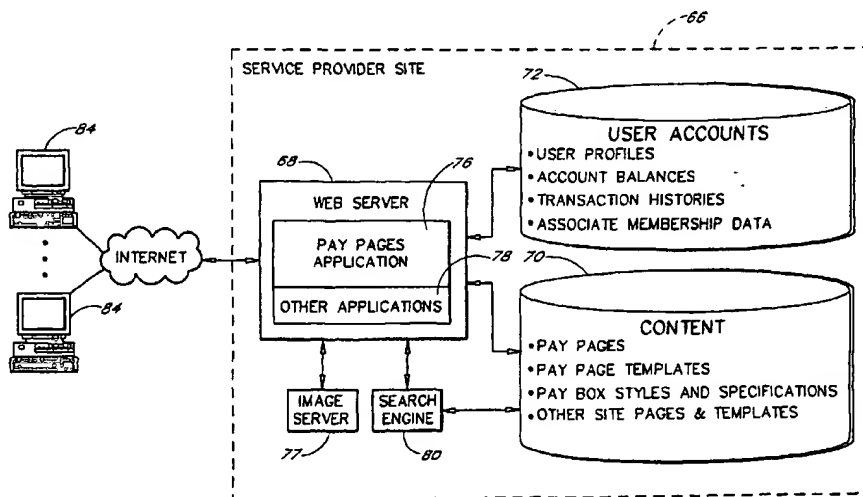 66
SERVICE PROVIDER SITE
72
84
USER ACCOUNTS
•USER PROFILES
•ACCOUNT BALANCES
•TRANSACTION HISTORIES
•ASSOCIATE MEMBERSHIP DATA
68
76
WEB SERVER
PAY PAGES
APPLICATION
INTERNET
78
70
OTHER APPLICATIONS
84
CONTENT
•PAY PAGES
•PAY PAGE TEMPLATES
•PAY BOX STYLES AND SPECIFICATIONS
•OTHER SITE PAGES & TEMPLATES
IMAGE
SERVER
SEARCH
ENGINE
77
80